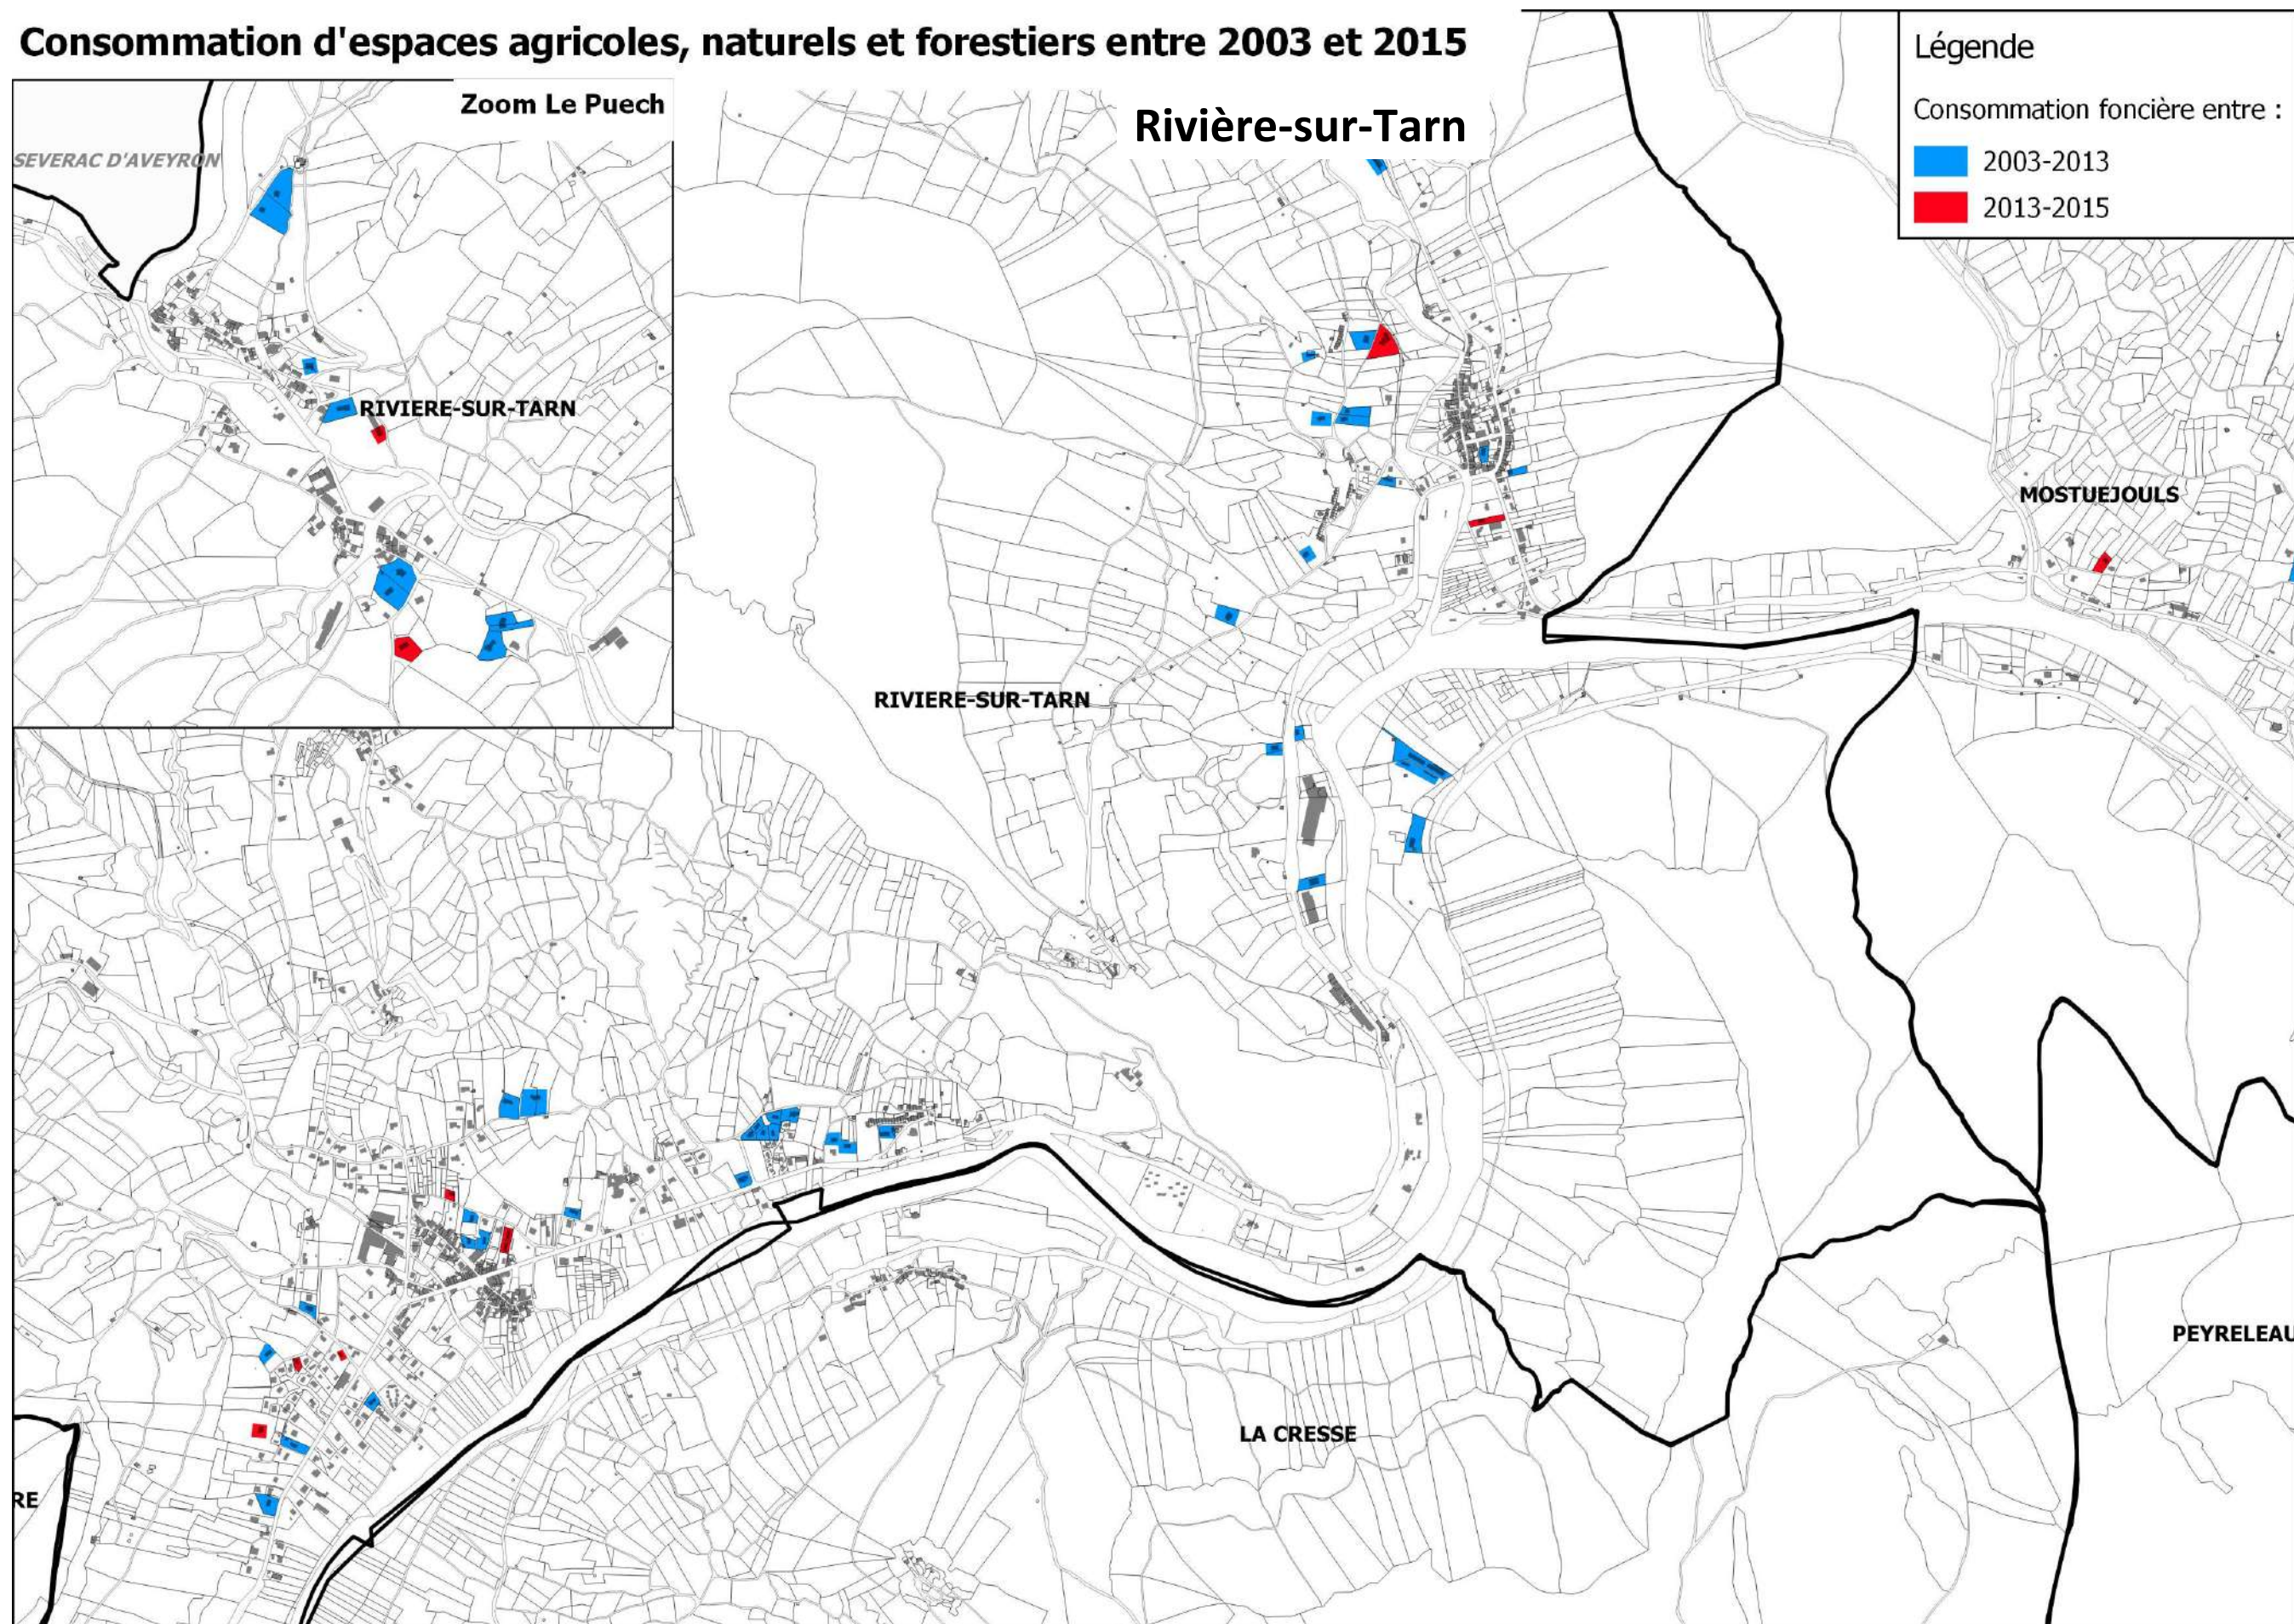 Consommation d'espaces agricoles, naturels et forestiers entre 2003 et 2015
Légende
Consommation foncière entre :
2003-2013
2013-2015
Zoom Le Puech
Rivière-sur-Tarn
SEVERAC D'AVEYRON
RIVIERE-SUR-TARN
MOSTUEJOULS
RIVIERE-SUR-TARN
PEYRELEAU
LA CRESSE
RE